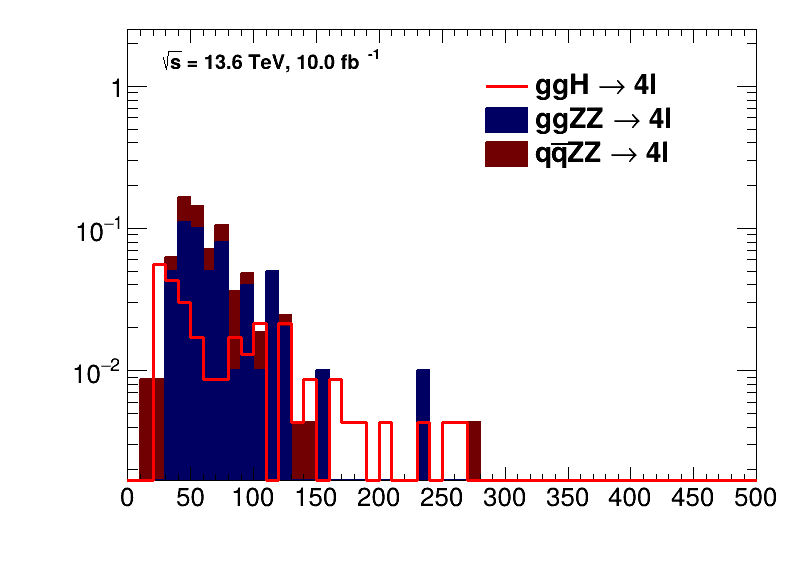 √s = 13.6 TeV, 10.0 fb⁻¹
ggH → 4l
ggZZ → 4l
qq̅ZZ → 4l
1
10⁻¹
10⁻²
0 50 100 150 200 250 300 350 400 450 500